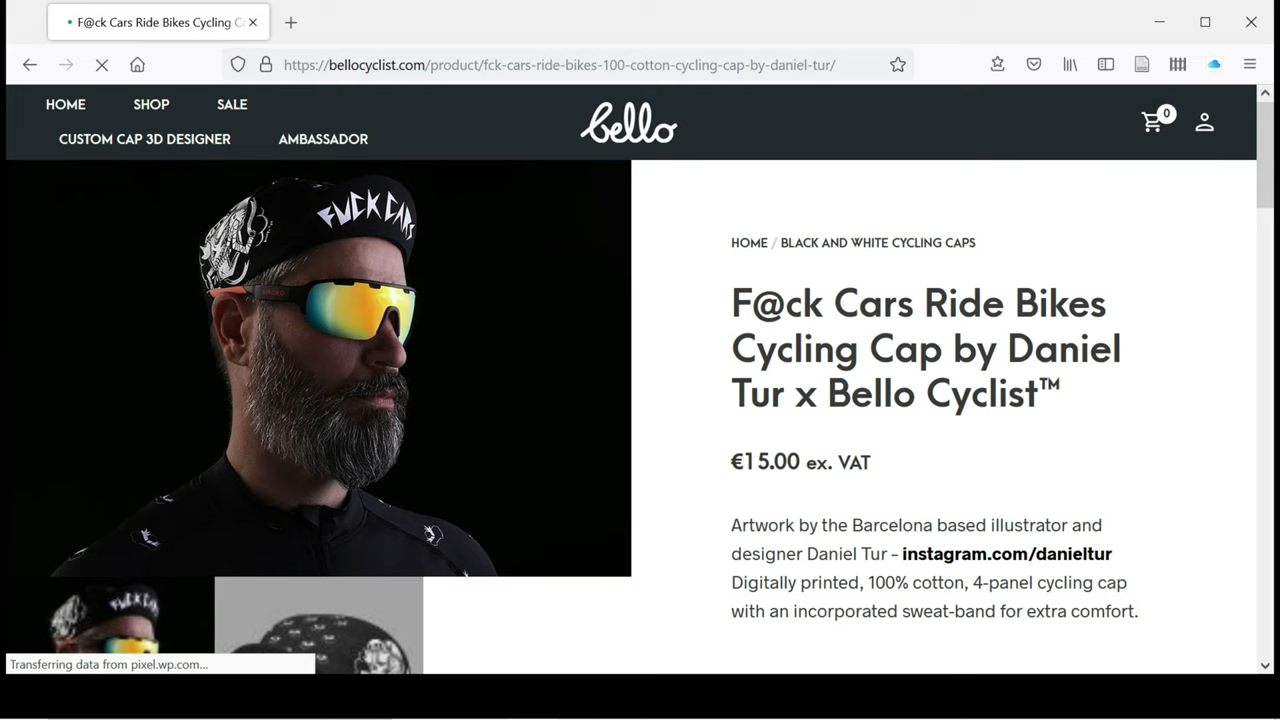 F@ck Cars Ride Bikes Cycling C
https://bellocyclist.com/product/fck-cars-ride-bikes-100-cotton-cycling-cap-by-daniel-tur/
HOME SHOP SALE
CUSTOM CAP 3D DESIGNER AMBASSADOR
bello
0
FUCK CARS
HOME / BLACK AND WHITE CYCLING CAPS
F@ck Cars Ride Bikes
Cycling Cap by Daniel
Tur x Bello Cyclist™
€15.00 ex. VAT
Artwork by the Barcelona based illustrator and
designer Daniel Tur – instagram.com/danieltur
Digitally printed, 100% cotton, 4-panel cycling cap
with an incorporated sweat-band for extra comfort.
FUCK CARS
Transferring data from pixel.wp.com...